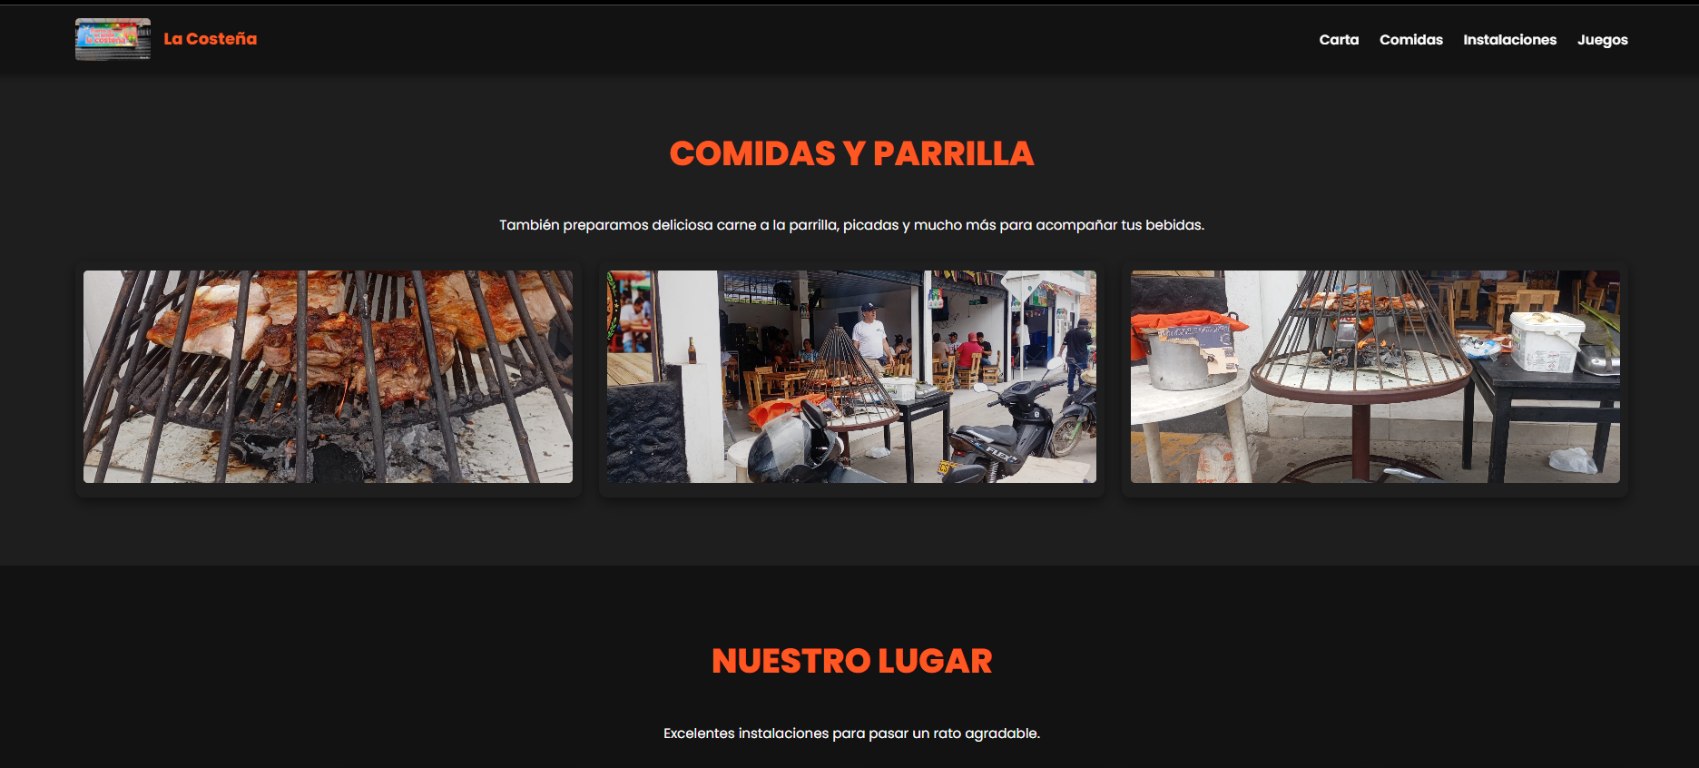 La Costeña
Carta Comidas Instalaciones Juegos
COMIDAS Y PARRILLA
También preparamos deliciosa carne a la parrilla, picadas y mucho más para acompañar tus bebidas.
FLEX
NUESTRO LUGAR
Excelentes instalaciones para pasar un rato agradable.